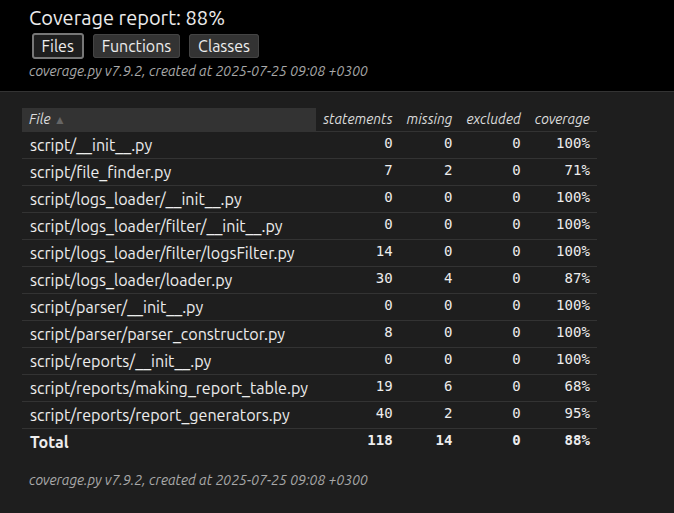 Coverage report: 88%
Files Functions Classes
coverage.py v7.9.2, created at 2025-07-25 09:08 +0300
File ▲ statements missing excluded coverage
script/__init__.py 0 0 0 100%
script/file_finder.py 7 2 0 71%
script/logs_loader/__init__.py 0 0 0 100%
script/logs_loader/filter/__init__.py 0 0 0 100%
script/logs_loader/filter/logsFilter.py 14 0 0 100%
script/logs_loader/loader.py 30 4 0 87%
script/parser/__init__.py 0 0 0 100%
script/parser/parser_constructor.py 8 0 0 100%
script/reports/__init__.py 0 0 0 100%
script/reports/making_report_table.py 19 6 0 68%
script/reports/report_generators.py 40 2 0 95%
Total 118 14 0 88%
coverage.py v7.9.2, created at 2025-07-25 09:08 +0300